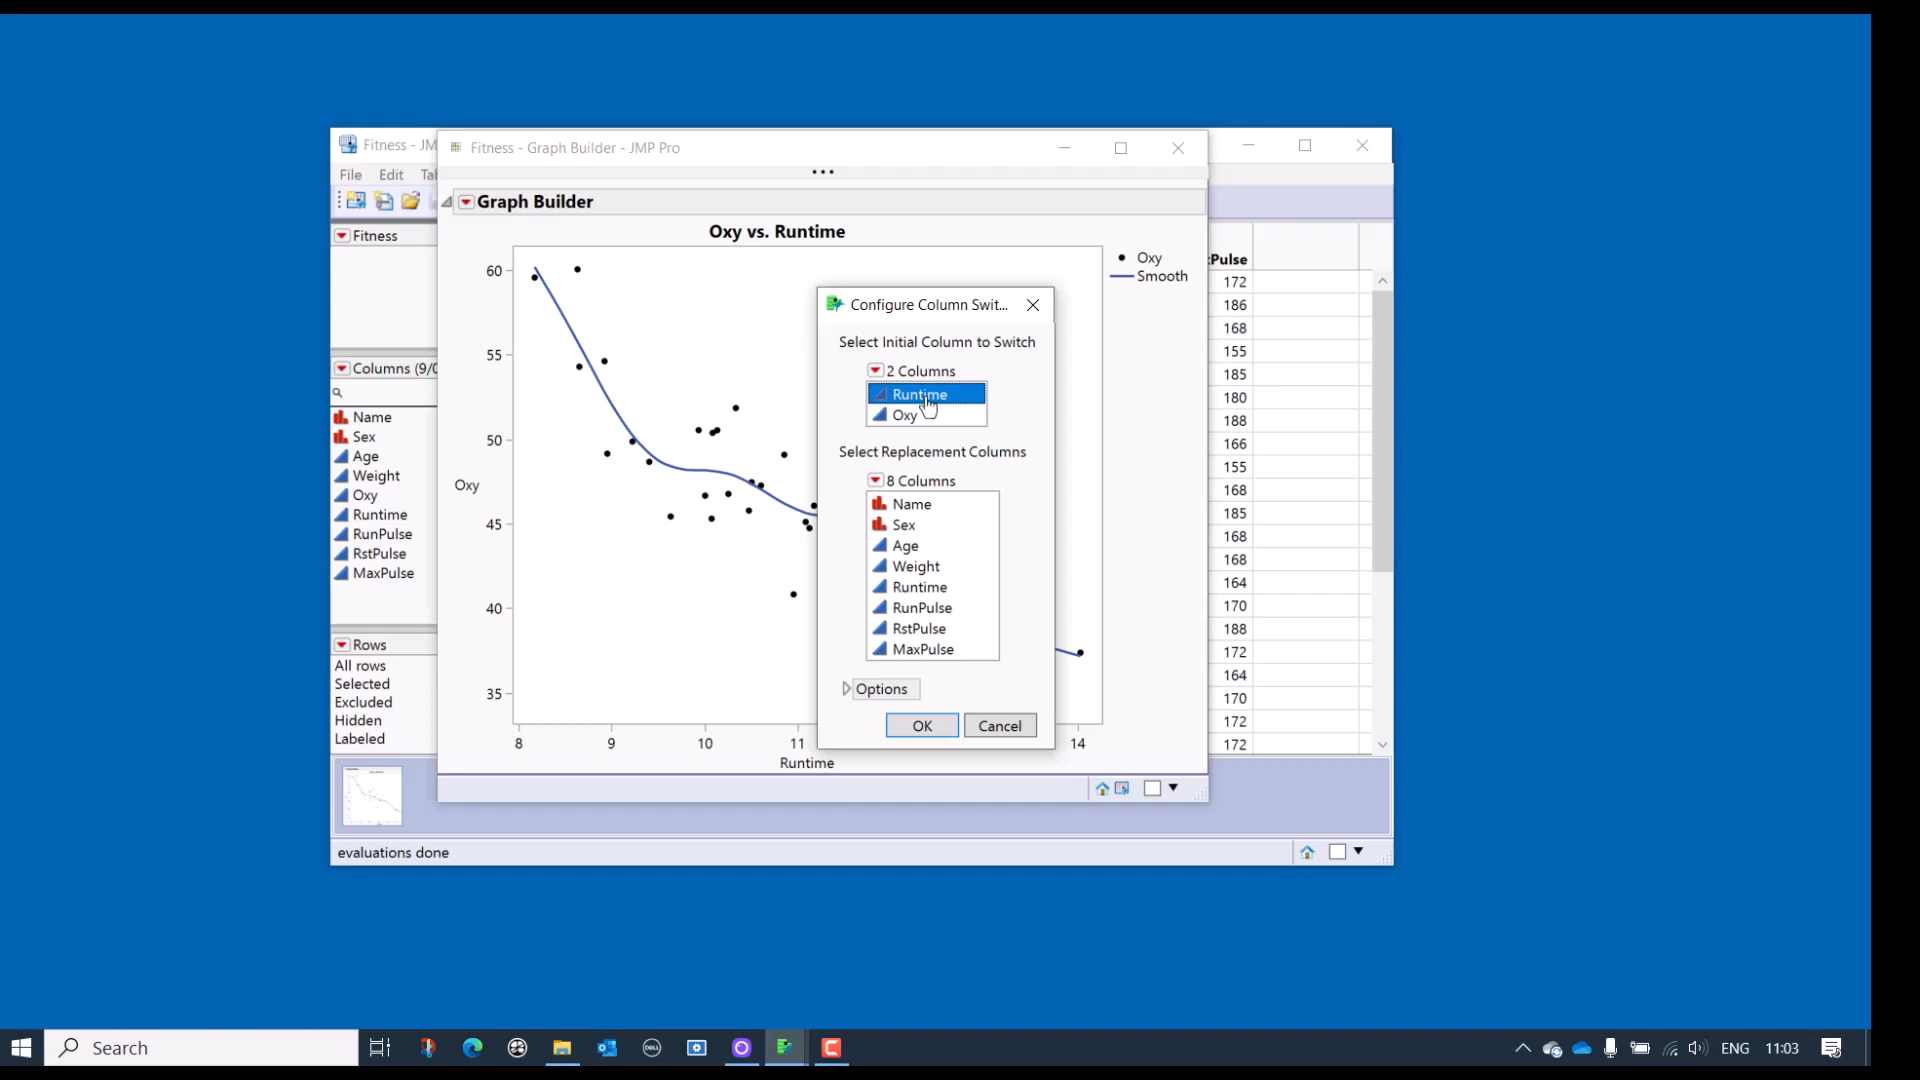 Fitness - JM
File Edit Tal
Fitness
Columns (9/0
Name
Sex
Age
Weight
Oxy
Runtime
RunPulse
RstPulse
MaxPulse
Rows
All rows
Selected
Excluded
Hidden
Labeled
evaluations done
Fitness - Graph Builder - JMP Pro
Graph Builder
Oxy vs. Runtime
60
55
50
45
40
35
Oxy
8 9 10 11 14
Runtime
Oxy
Smooth
Configure Column Swit...
Select Initial Column to Switch
2 Columns
Runtime
Oxy
Select Replacement Columns
8 Columns
Name
Sex
Age
Weight
Runtime
RunPulse
RstPulse
MaxPulse
Options
OK Cancel
Pulse
172
186
168
155
185
180
188
166
155
168
185
168
168
164
170
188
172
164
170
172
172
Search
DELL
ENG 11:03